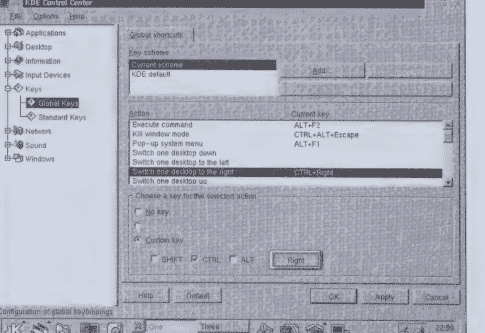 KDE Control Center
File Options Help
Applications
Desktop
Information
Input Devices
Keys
Global Keys
Standard Keys
Network
Sound
Windows
Global shortcuts
Key scheme
Current scheme
KDE default
Add...
Action Current key
Execute command ALT+F2
Kill window mode CTRL+ALT+Escape
Pop-up system menu ALT+F1
Switch one desktop down
Switch one desktop to the left
Switch one desktop to the right CTRL+Right
Switch one desktop up
Choose a key for the selected action
No key
Custom key
SHIFT CTRL ALT Right
Help Default OK Apply Cancel
Configuration of global keybindings
One Three